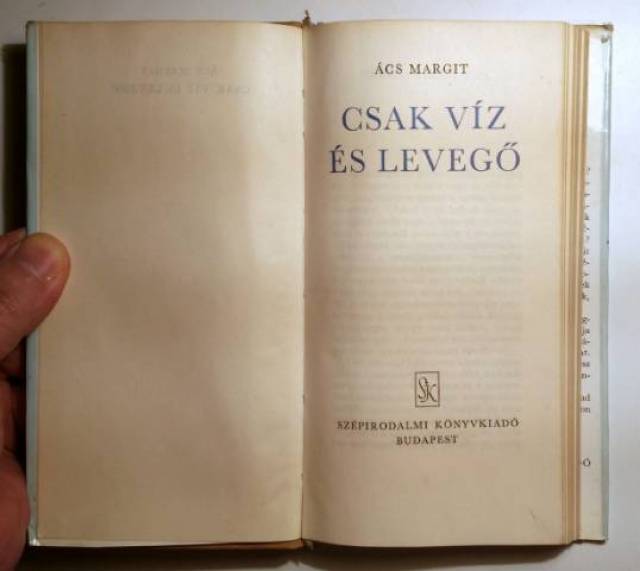 ÁCS MARGIT
CSAK VÍZ
ÉS LEVEGŐ
SZK
SZÉPIRODALMI KÖNYVKIADÓ
BUDAPEST